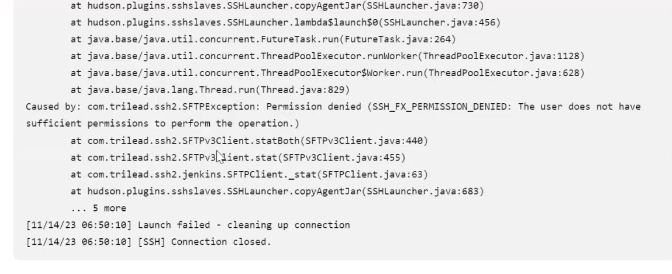 at hudson.plugins.sshslaves.SSHLauncher.copyAgentJar(SSHLauncher.java:730)
at hudson.plugins.sshslaves.SSHLauncher.lambda$launch$0(SSHLauncher.java:456)
at java.base/java.util.concurrent.FutureTask.run(FutureTask.java:264)
at java.base/java.util.concurrent.ThreadPoolExecutor.runWorker(ThreadPoolExecutor.java:1128)
at java.base/java.util.concurrent.ThreadPoolExecutor$Worker.run(ThreadPoolExecutor.java:628)
at java.base/java.lang.Thread.run(Thread.java:829)
Caused by: com.trilead.ssh2.SFTPException: Permission denied (SSH_FX_PERMISSION_DENIED: The user does not have
sufficient permissions to perform the operation.)
at com.trilead.ssh2.SFTPv3Client.statBoth(SFTPv3Client.java:440)
at com.trilead.ssh2.SFTPv3Client.stat(SFTPv3Client.java:455)
at com.trilead.ssh2.jenkins.SFTPClient._stat(SFTPClient.java:63)
at hudson.plugins.sshslaves.SSHLauncher.copyAgentJar(SSHLauncher.java:683)
... 5 more
[11/14/23 06:50:10] Launch failed - cleaning up connection
[11/14/23 06:50:10] [SSH] Connection closed.